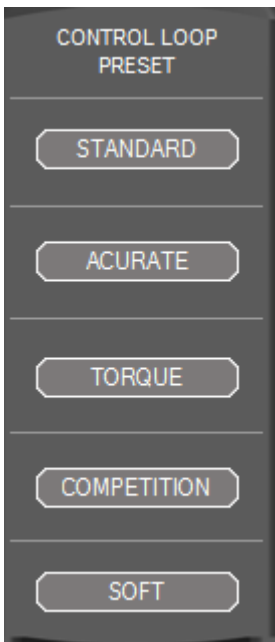 CONTROL LOOP
PRESET
STANDARD
ACURATE
TORQUE
COMPETITION
SOFT